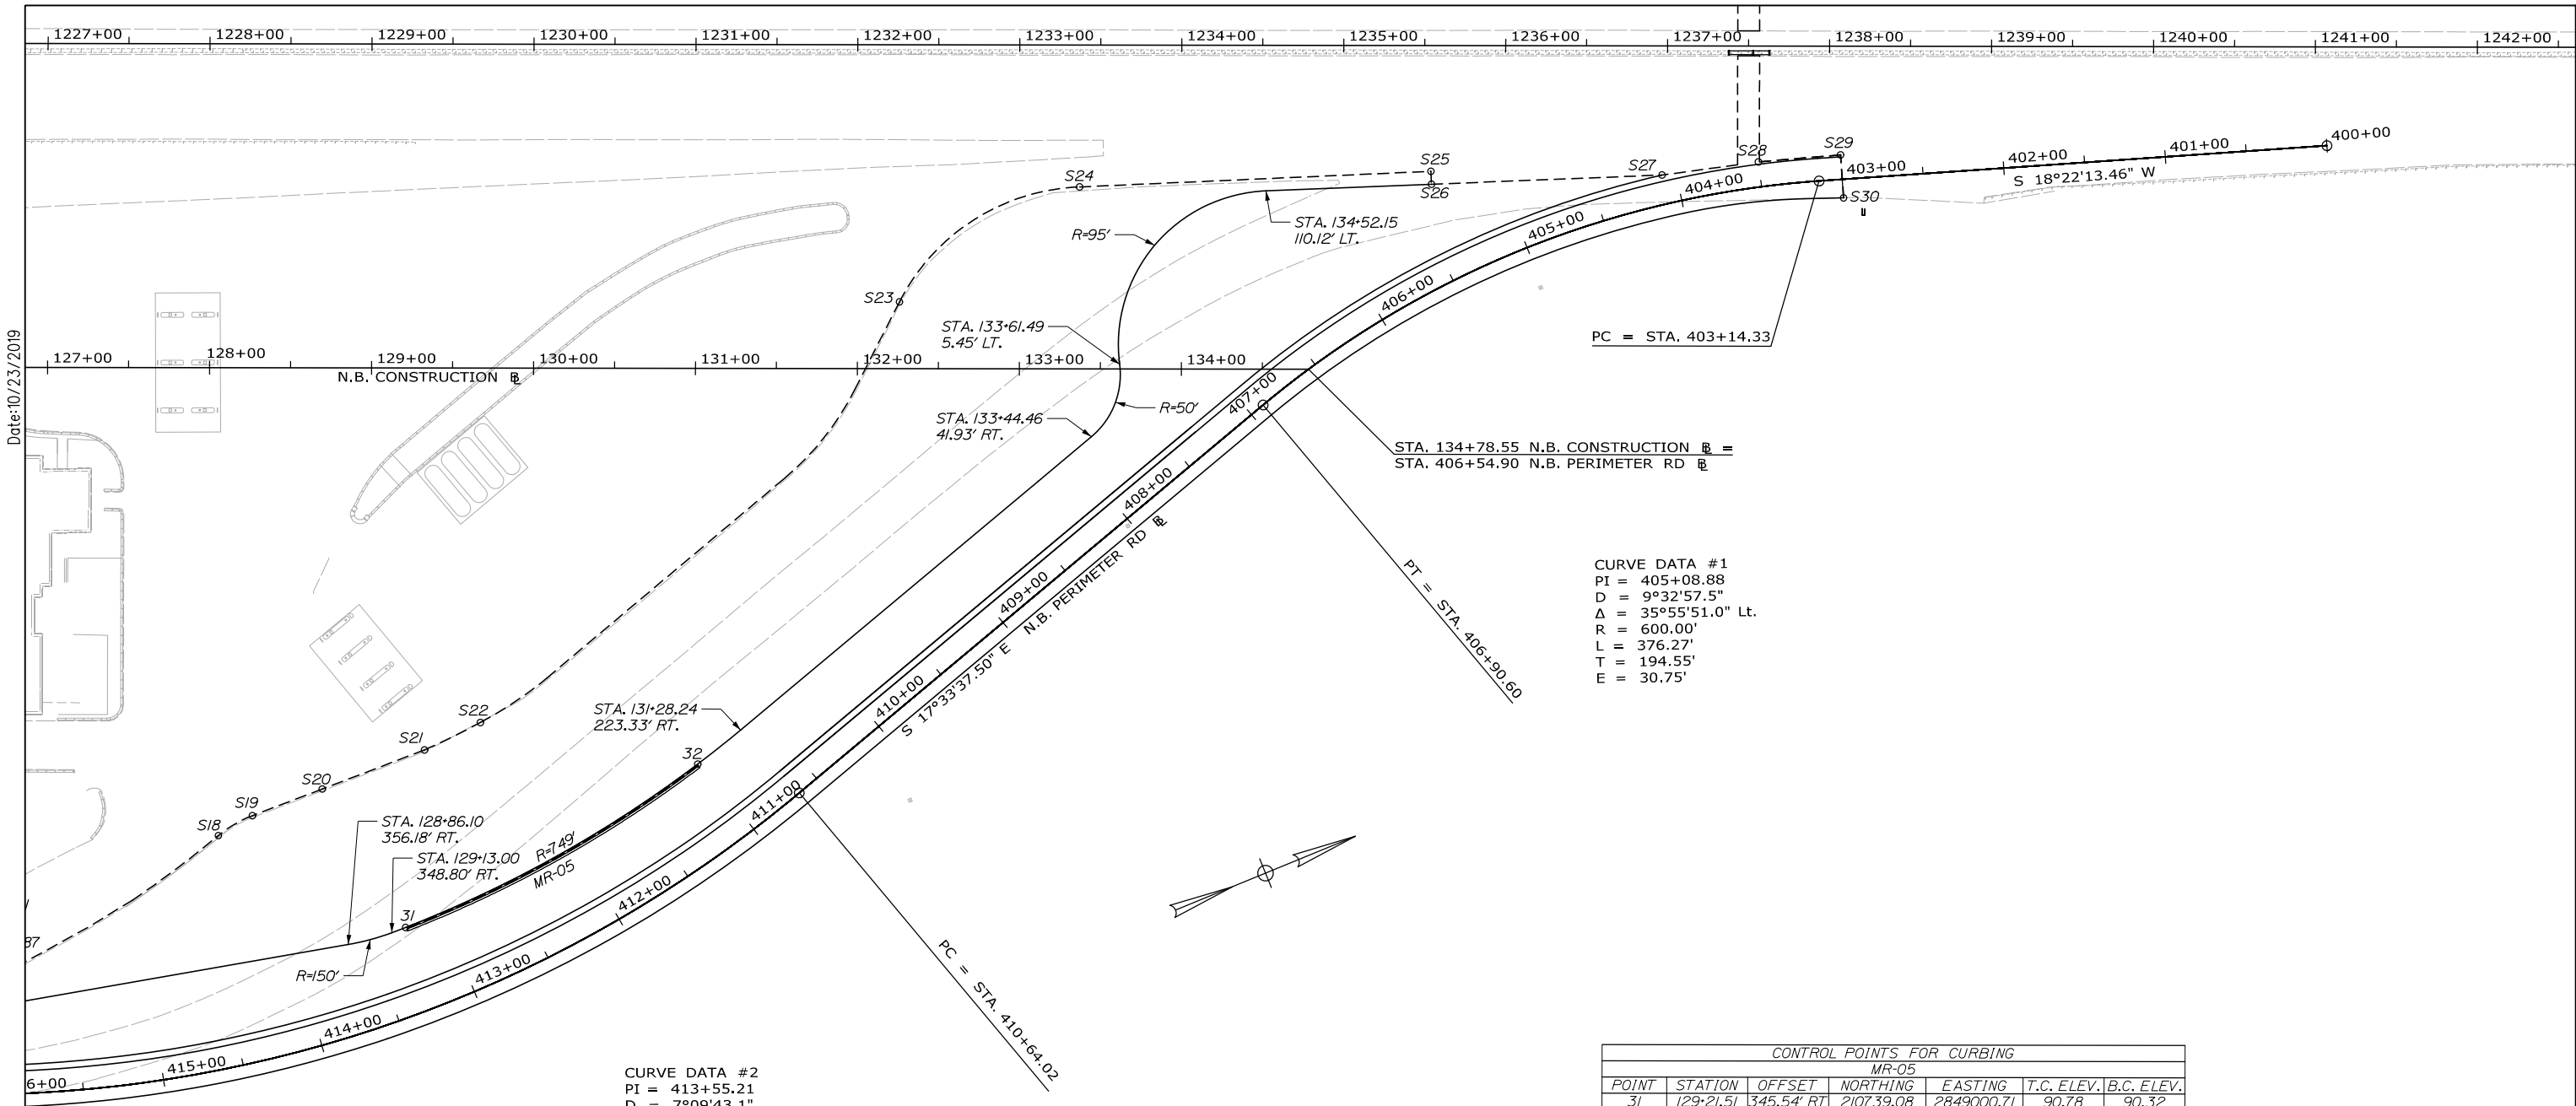 1227+00 1228+00 1229+00 1230+00 1231+00 1232+00 1233+00 1234+00 1235+00 1236+00 1237+00 1238+00 1239+00 1240+00 1241+00 1242+00
Date:10/23/2019
400+00
401+00
402+00
403+00
S 18°22'13.46" W
404+00
405+00
406+00
407+00
408+00
409+00
410+00
411+00
412+00
413+00
414+00
415+00
6+00
S24
S25
S26
S27
S28
S29
S30
S23
STA. 134+52.15
110.12' LT.
R=95'
STA. 133+61.49
5.45' LT.
PC = STA. 403+14.33
127+00 128+00 129+00 130+00 131+00 132+00 133+00 134+00
N.B. CONSTRUCTION ℄
R=50'
STA. 133+44.46
41.93' RT.
STA. 134+78.55 N.B. CONSTRUCTION ℄ =
STA. 406+54.90 N.B. PERIMETER RD ℄
N.B. PERIMETER RD ℄
S 17°33'37.50" E
PT = STA. 406+90.60
CURVE DATA #1
PI = 405+08.88
D = 9°32'57.5"
Δ = 35°55'51.0" Lt.
R = 600.00'
L = 376.27'
T = 194.55'
E = 30.75'
S22
S21
S20
S19
S18
87
STA. 131+28.24
223.33' RT.
32
STA. 128+86.10
356.18' RT.
STA. 129+13.00
348.80' RT.
R=749'
MR-05
31
R=150'
PC = STA. 410+64.02
CURVE DATA #2
PI = 413+55.21
D = 7°09'43.1"
CONTROL POINTS FOR CURBING
MR-05
POINT STATION OFFSET NORTHING EASTING T.C. ELEV. B.C. ELEV.
31 129+21.51 345.54' RT 210739.08 2849000.71 90.78 90.32